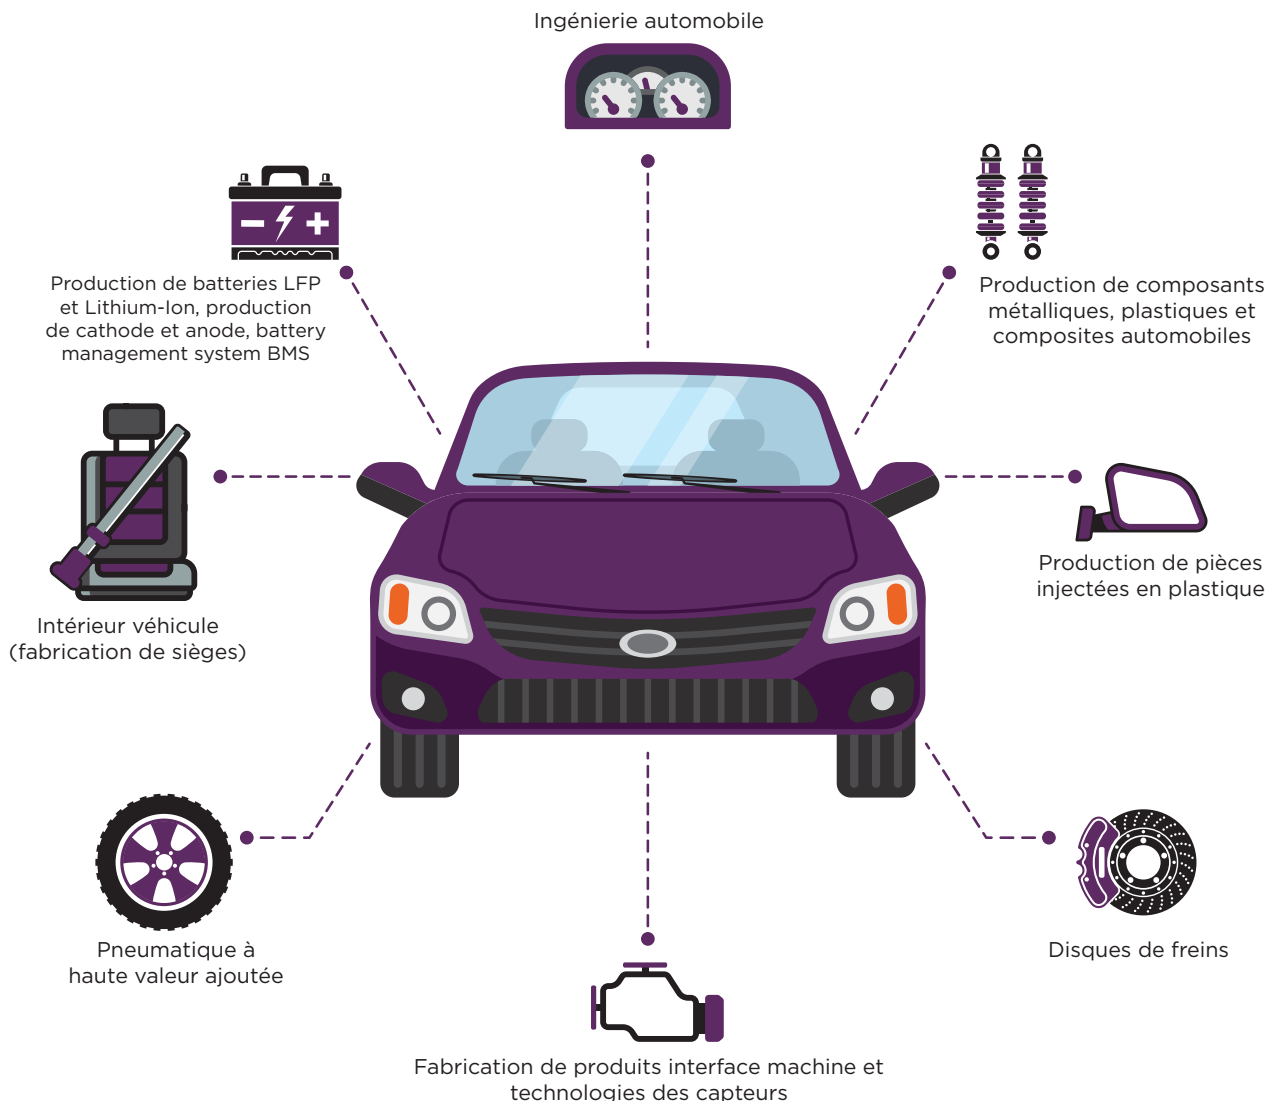 Ingénierie automobile
Production de batteries LFP
et Lithium-Ion, production
de cathode et anode, battery
management system BMS
Production de composants
métalliques, plastiques et
composites automobiles
Intérieur véhicule
(fabrication de sièges)
Production de pièces
injectées en plastique
Pneumatique à
haute valeur ajoutée
Disques de freins
Fabrication de produits interface machine et
technologies des capteurs